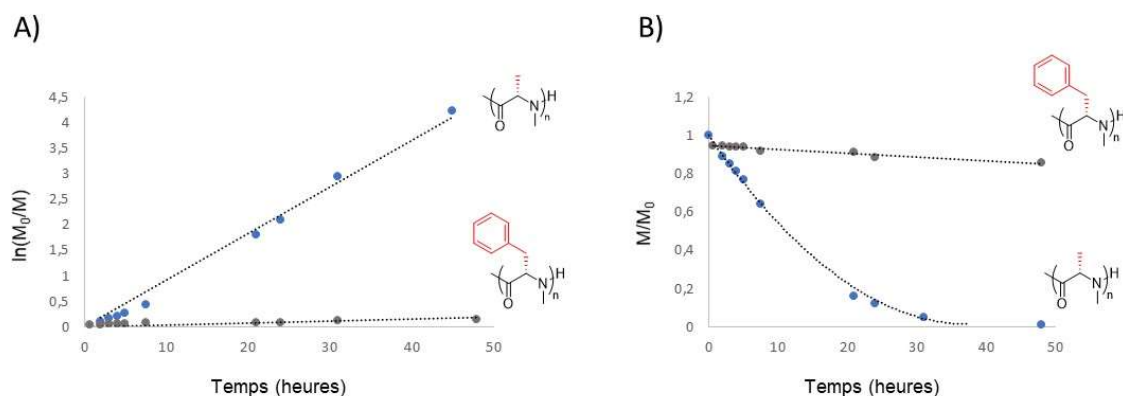 A)
4,5
4
3,5
3
2,5
2
1,5
1
0,5
0
ln(M₀/M)
0 10 20 30 40 50
Temps (heures)
O
N
H
n
O
N
H
n
B)
1,2
1
0,8
0,6
0,4
0,2
0
M/M₀
0 10 20 30 40 50
Temps (heures)
O
N
H
n
O
N
H
n